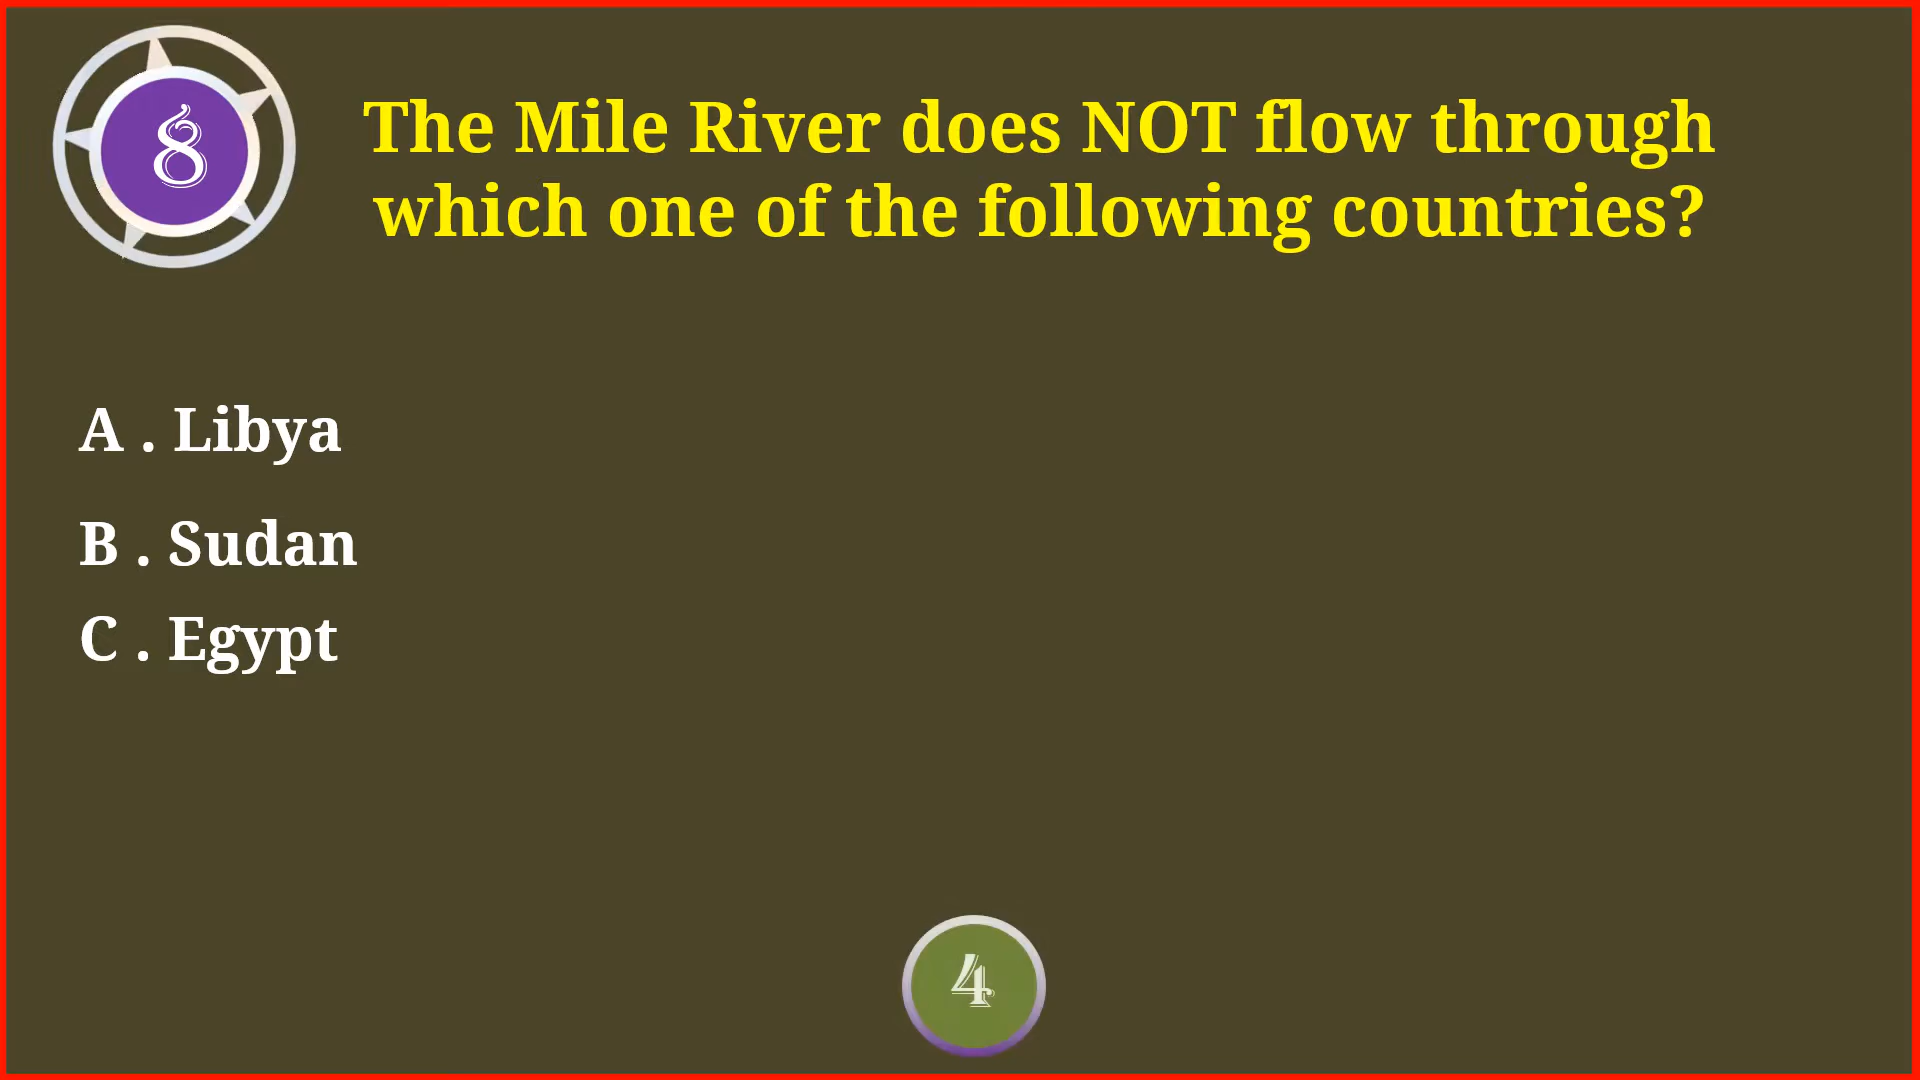 8
The Mile River does NOT flow through
which one of the following countries?
A . Libya
B . Sudan
C . Egypt
4